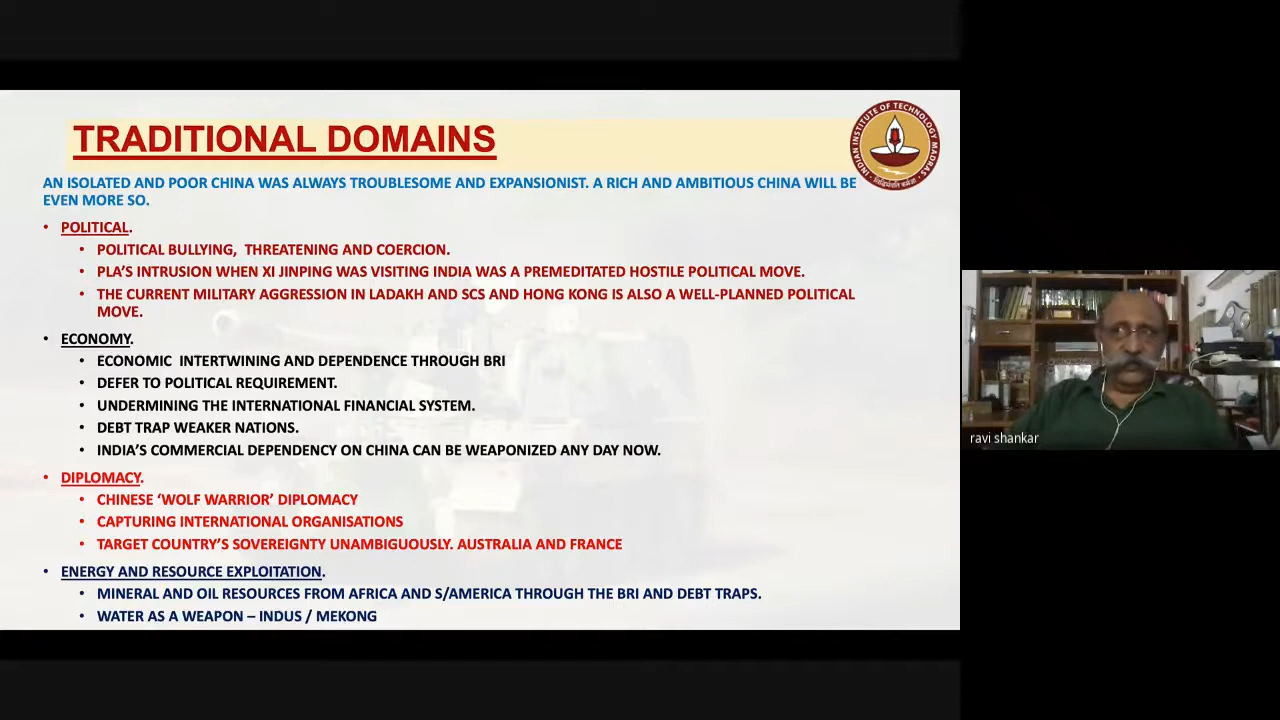 TRADITIONAL DOMAINS
INDIAN INSTITUTE OF TECHNOLOGY MADRAS
AN ISOLATED AND POOR CHINA WAS ALWAYS TROUBLESOME AND EXPANSIONIST. A RICH AND AMBITIOUS CHINA WILL BE
EVEN MORE SO.
• POLITICAL.
• POLITICAL BULLYING, THREATENING AND COERCION.
• PLA'S INTRUSION WHEN XI JINPING WAS VISITING INDIA WAS A PREMEDITATED HOSTILE POLITICAL MOVE.
• THE CURRENT MILITARY AGGRESSION IN LADAKH AND SCS AND HONG KONG IS ALSO A WELL-PLANNED POLITICAL
MOVE.
• ECONOMY.
• ECONOMIC INTERTWINING AND DEPENDENCE THROUGH BRI
• DEFER TO POLITICAL REQUIREMENT.
• UNDERMINING THE INTERNATIONAL FINANCIAL SYSTEM.
• DEBT TRAP WEAKER NATIONS.
• INDIA'S COMMERCIAL DEPENDENCY ON CHINA CAN BE WEAPONIZED ANY DAY NOW.
• DIPLOMACY.
• CHINESE 'WOLF WARRIOR' DIPLOMACY
• CAPTURING INTERNATIONAL ORGANISATIONS
• TARGET COUNTRY'S SOVEREIGNTY UNAMBIGUOUSLY. AUSTRALIA AND FRANCE
• ENERGY AND RESOURCE EXPLOITATION.
• MINERAL AND OIL RESOURCES FROM AFRICA AND S/AMERICA THROUGH THE BRI AND DEBT TRAPS.
• WATER AS A WEAPON – INDUS / MEKONG
ravi shankar